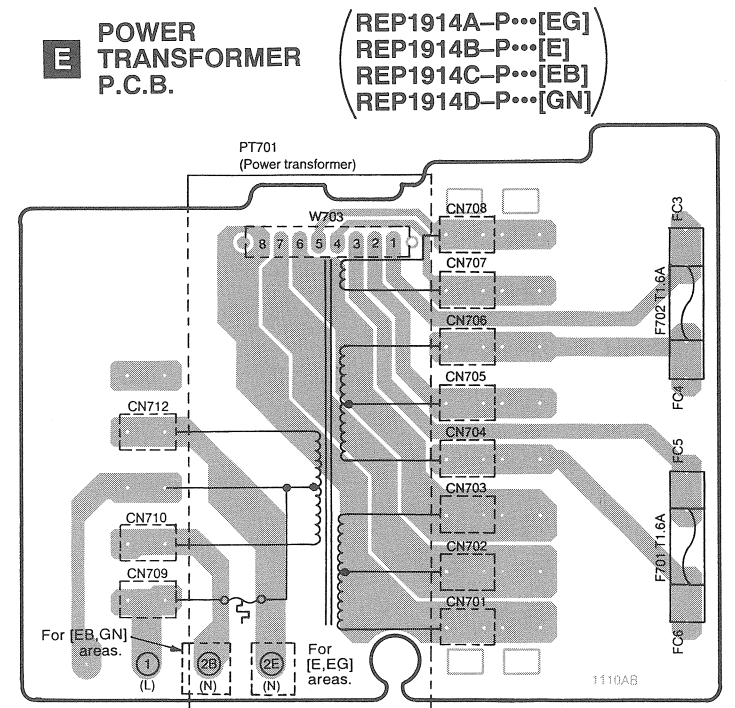 E
POWER
TRANSFORMER
P.C.B.
REP1914A–P•••[EG]
REP1914B–P•••[E]
REP1914C–P•••[EB]
REP1914D–P•••[GN]
PT701
(Power transformer)
W703
8 7 6 5 4 3 2 1
CN708
CN707
CN706
CN705
CN704
CN703
CN702
CN701
FC3
F702 T1.6A
FC4
FC5
F701 T1.6A
FC6
CN712
CN710
CN709
For [EB,GN]
areas.
1
(L)
2B
(N)
2E
(N)
For
[E,EG]
areas.
1110AB